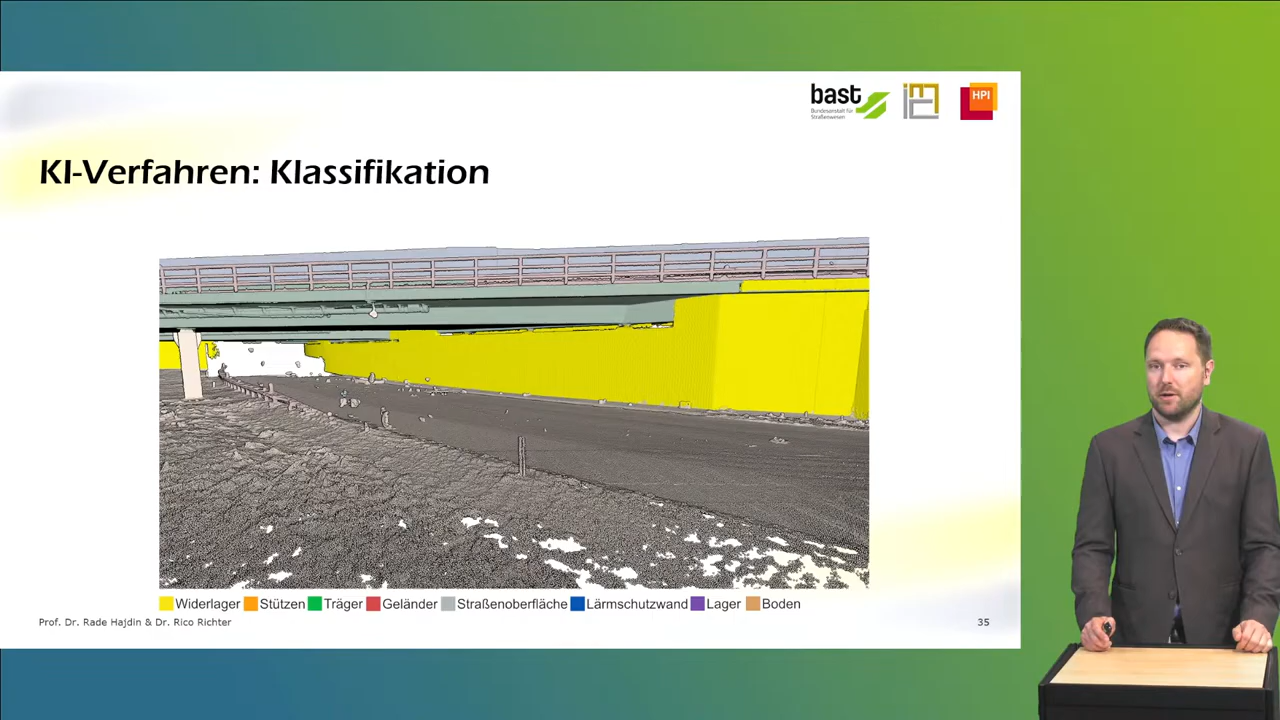 bast
Bundesanstalt für
Straßenwesen
HPI
KI-Verfahren: Klassifikation
Widerlager Stützen Träger Geländer Straßenoberfläche Lärmschutzwand Lager Boden
Prof. Dr. Rade Hajdin & Dr. Rico Richter
35